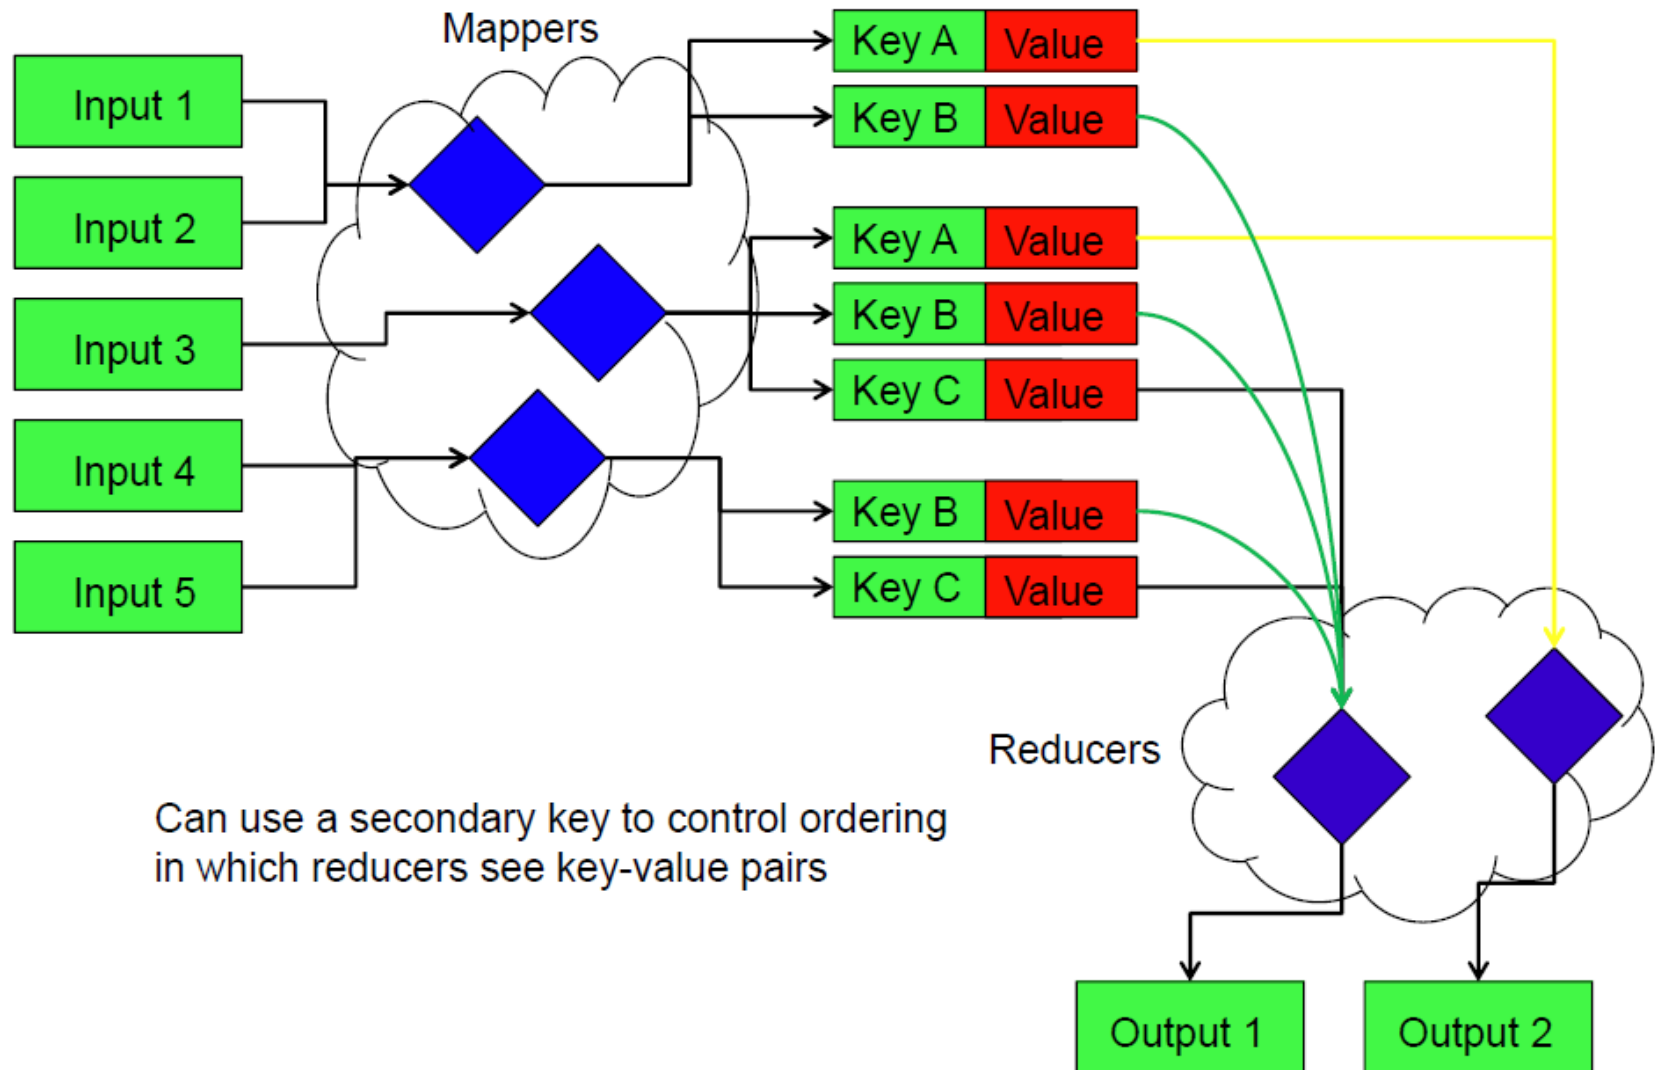 Mappers
Input 1
Input 2
Input 3
Input 4
Input 5
Key A Value
Key B Value
Key A Value
Key B Value
Key C Value
Key B Value
Key C Value
Reducers
Can use a secondary key to control ordering
in which reducers see key-value pairs
Output 1
Output 2